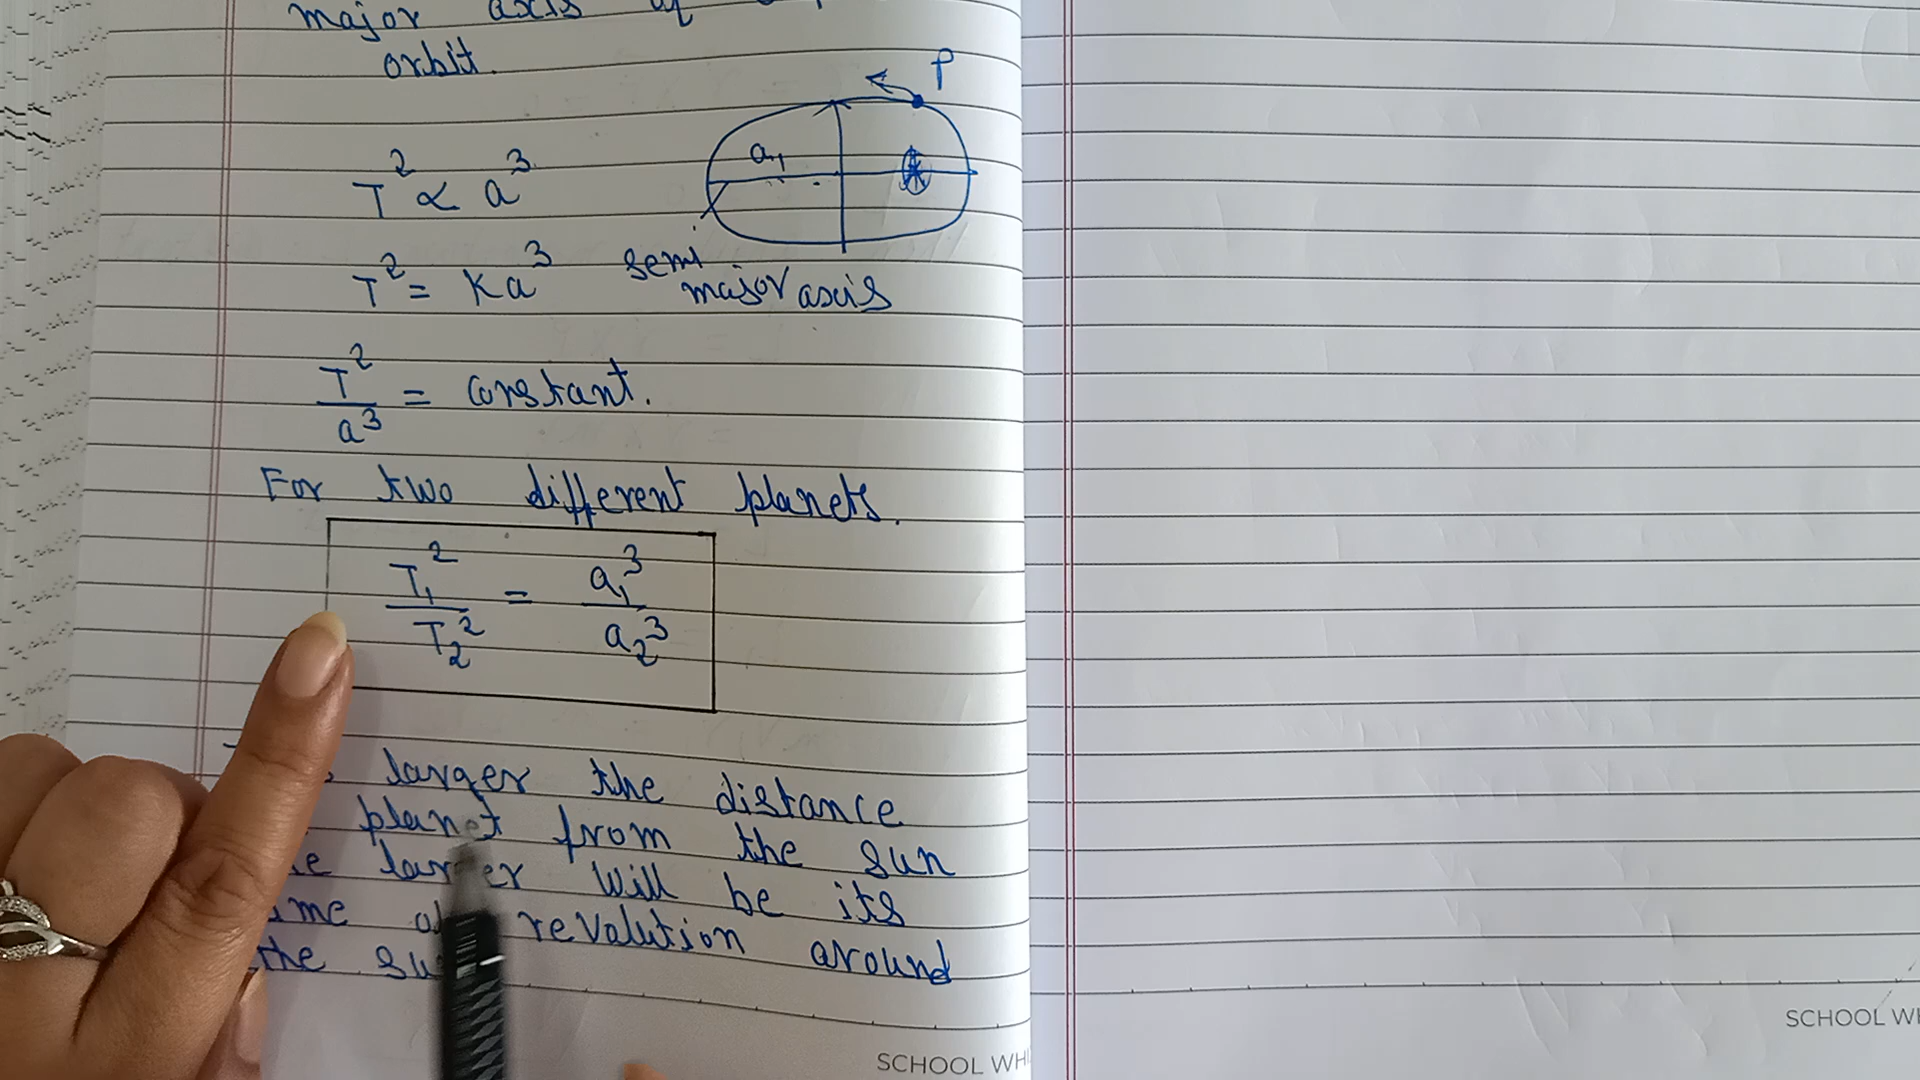 major axis of
orbit.
P
a₁
T² ∝ a³
T² = Ka³
semi
major axis
T²/a³ = constant.
For two different planets.
T₁²/T₂² = a₁³/a₂³
larger the distance
planet from the sun
larger will be its
revolution around
the
SCHOOL
SCHOOL